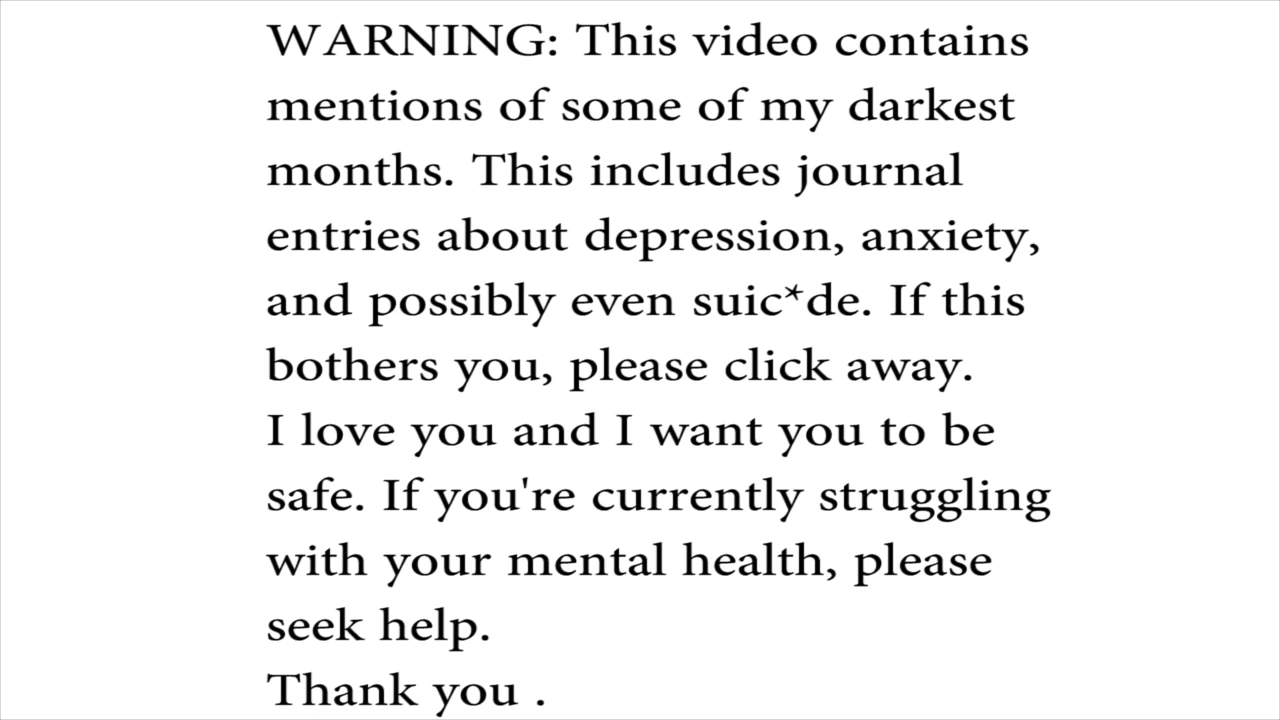 WARNING: This video contains
mentions of some of my darkest
months. This includes journal
entries about depression, anxiety,
and possibly even suic*de. If this
bothers you, please click away.
I love you and I want you to be
safe. If you're currently struggling
with your mental health, please
seek help.
Thank you .